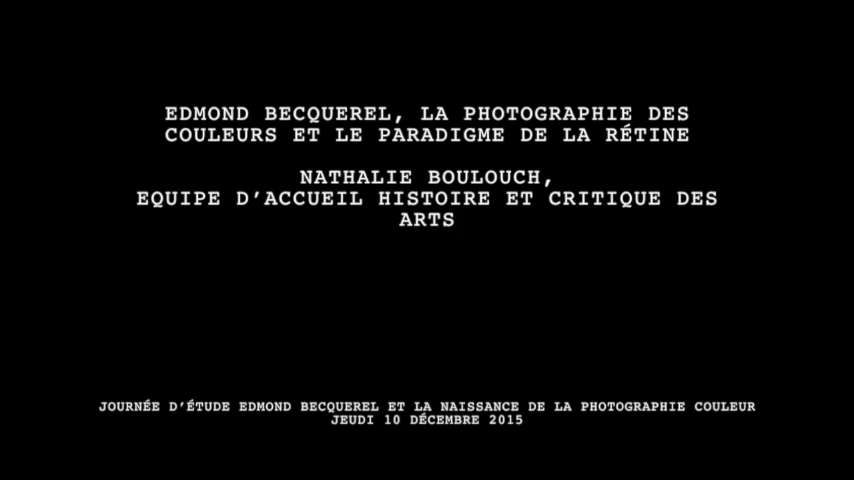 EDMOND BECQUEREL, LA PHOTOGRAPHIE DES
COULEURS ET LE PARADIGME DE LA RÉTINE
NATHALIE BOULOUCH,
EQUIPE D’ACCUEIL HISTOIRE ET CRITIQUE DES
ARTS
JOURNÉE D’ÉTUDE EDMOND BECQUEREL ET LA NAISSANCE DE LA PHOTOGRAPHIE COULEUR
JEUDI 10 DÉCEMBRE 2015